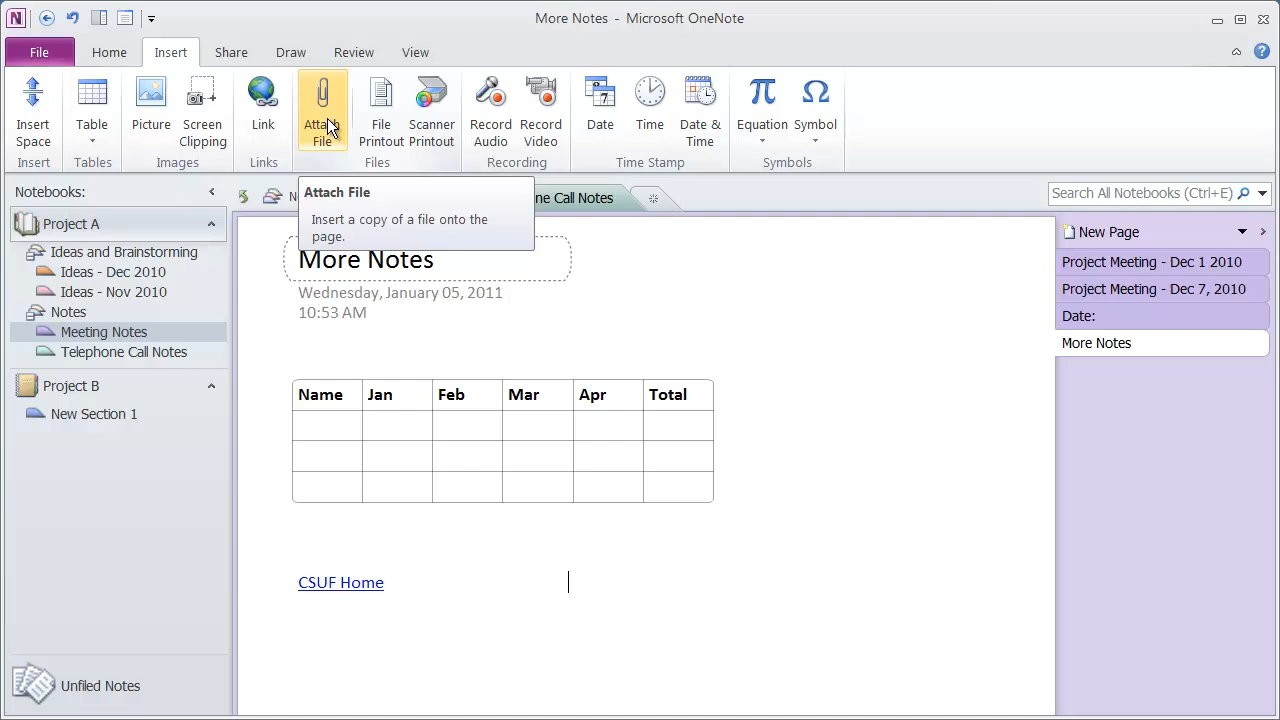 More Notes - Microsoft OneNote
File Home Insert Share Draw Review View
Insert Space
Table
Picture
Screen Clipping
Link
Attach File
File Printout
Scanner Printout
Record Audio
Record Video
Date
Time
Date & Time
Equation
Symbol
Insert Tables Images Links Files Recording Time Stamp Symbols
Attach File
Insert a copy of a file onto the
page.
Notebooks:
Project A
Ideas and Brainstorming
Ideas - Dec 2010
Ideas - Nov 2010
Notes
Meeting Notes
Telephone Call Notes
Project B
New Section 1
Unfiled Notes
Call Notes
Search All Notebooks (Ctrl+E)
More Notes
Wednesday, January 05, 2011
10:53 AM
Name Jan Feb Mar Apr Total
CSUF Home
New Page
Project Meeting - Dec 1 2010
Project Meeting - Dec 7, 2010
Date:
More Notes